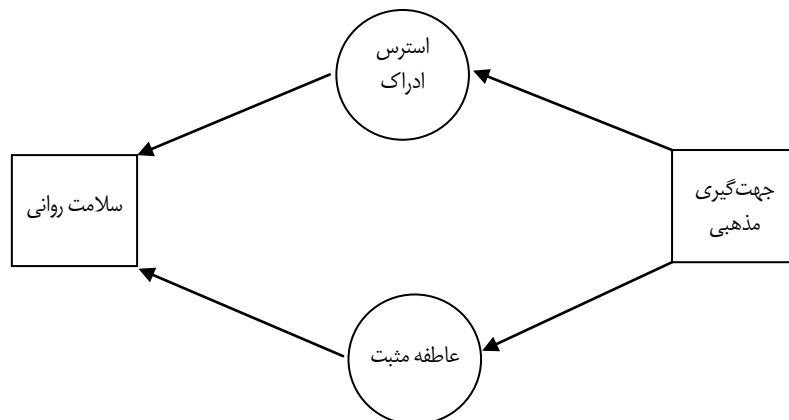 استرس
ادراک
جهت‌گیری
مذهبی
سلامت روانی
عاطفه مثبت